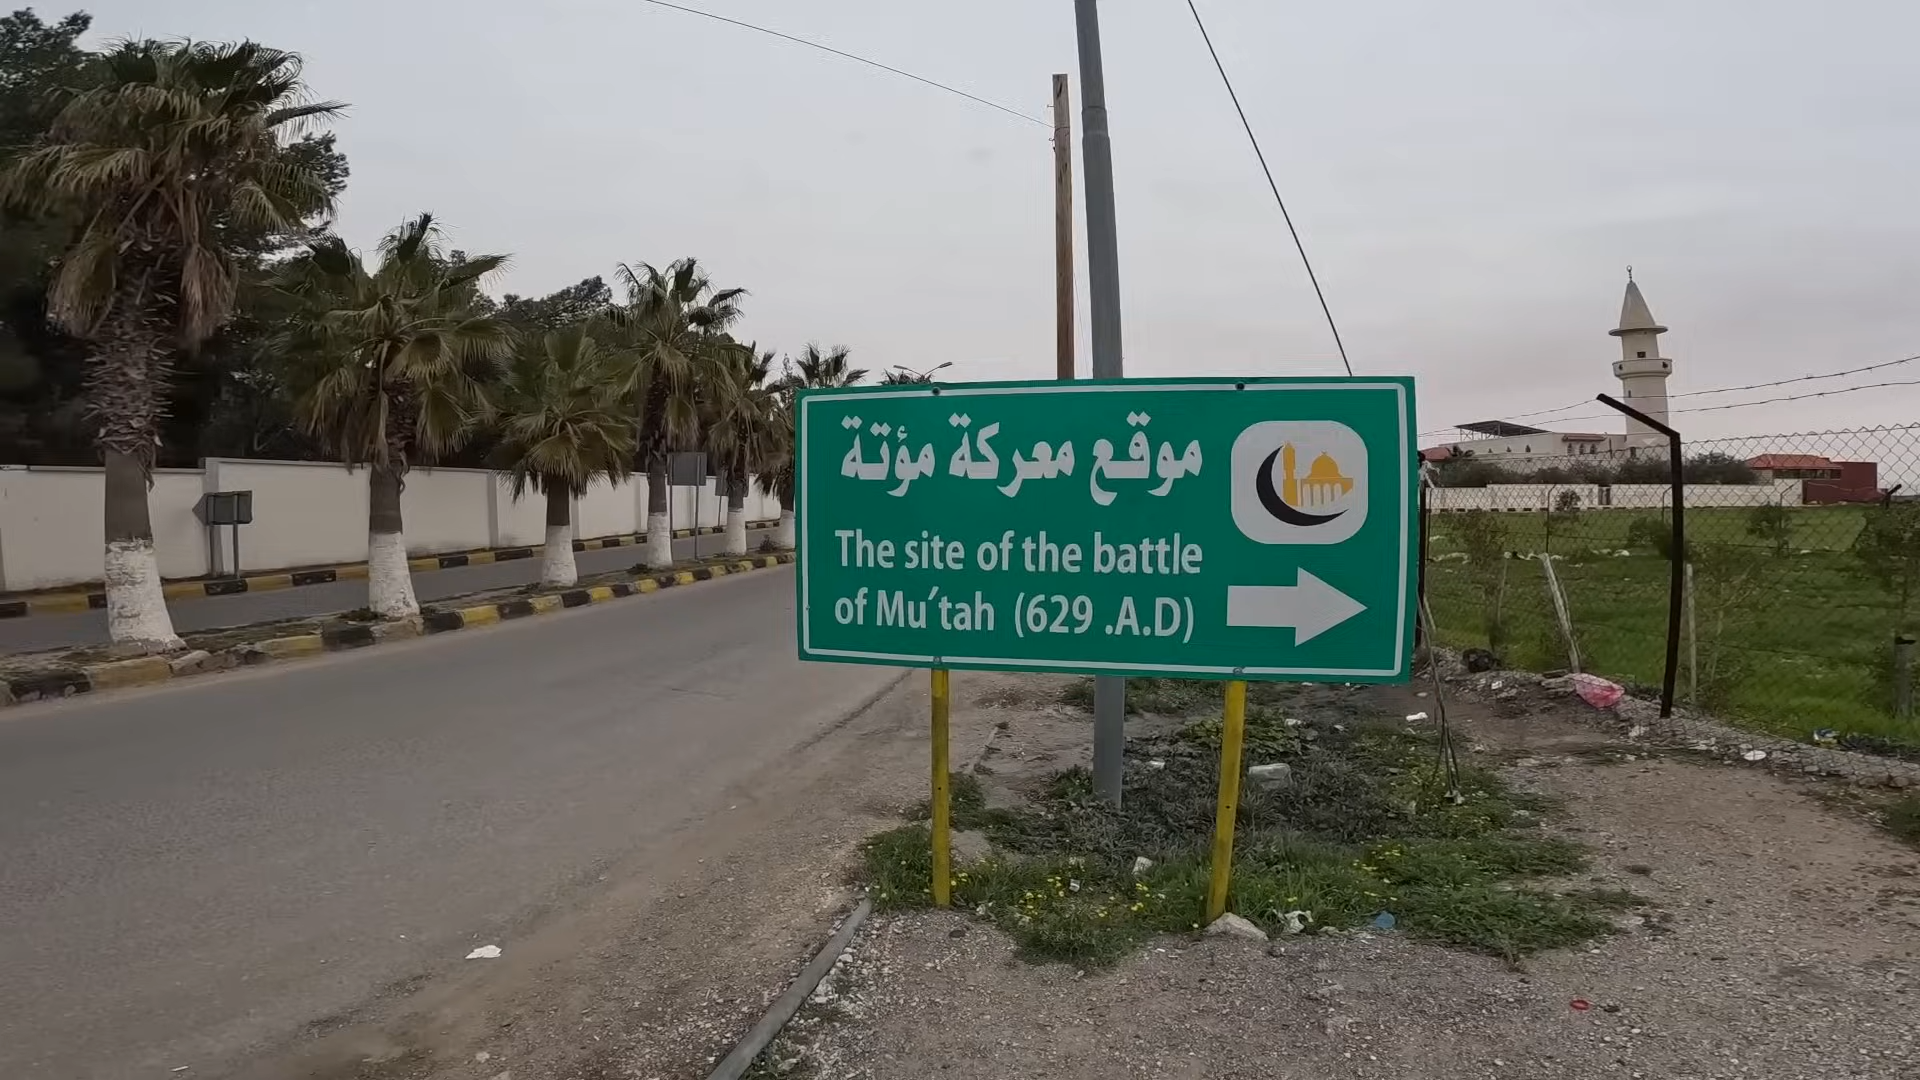 موقع معركة مؤتة
The site of the battle
of Mu'tah (629 .A.D)